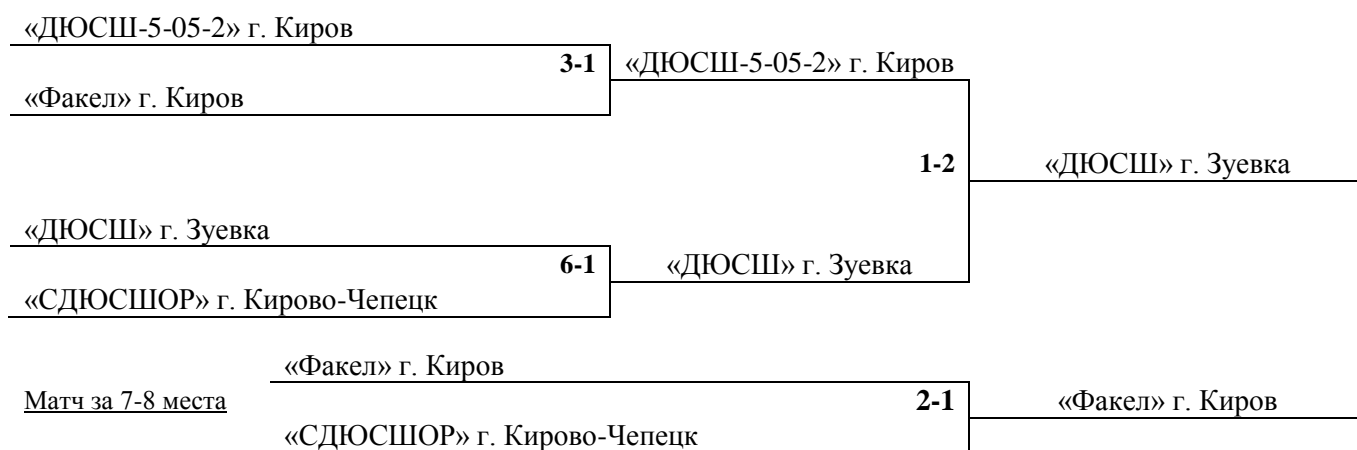 «ДЮСШ-5-05-2» г. Киров
3-1
«ДЮСШ-5-05-2» г. Киров
«Факел» г. Киров
1-2
«ДЮСШ» г. Зуевка
«ДЮСШ» г. Зуевка
6-1
«ДЮСШ» г. Зуевка
«СДЮСШОР» г. Кирово-Чепецк
«Факел» г. Киров
Матч за 7-8 места
2-1
«Факел» г. Киров
«СДЮСШОР» г. Кирово-Чепецк